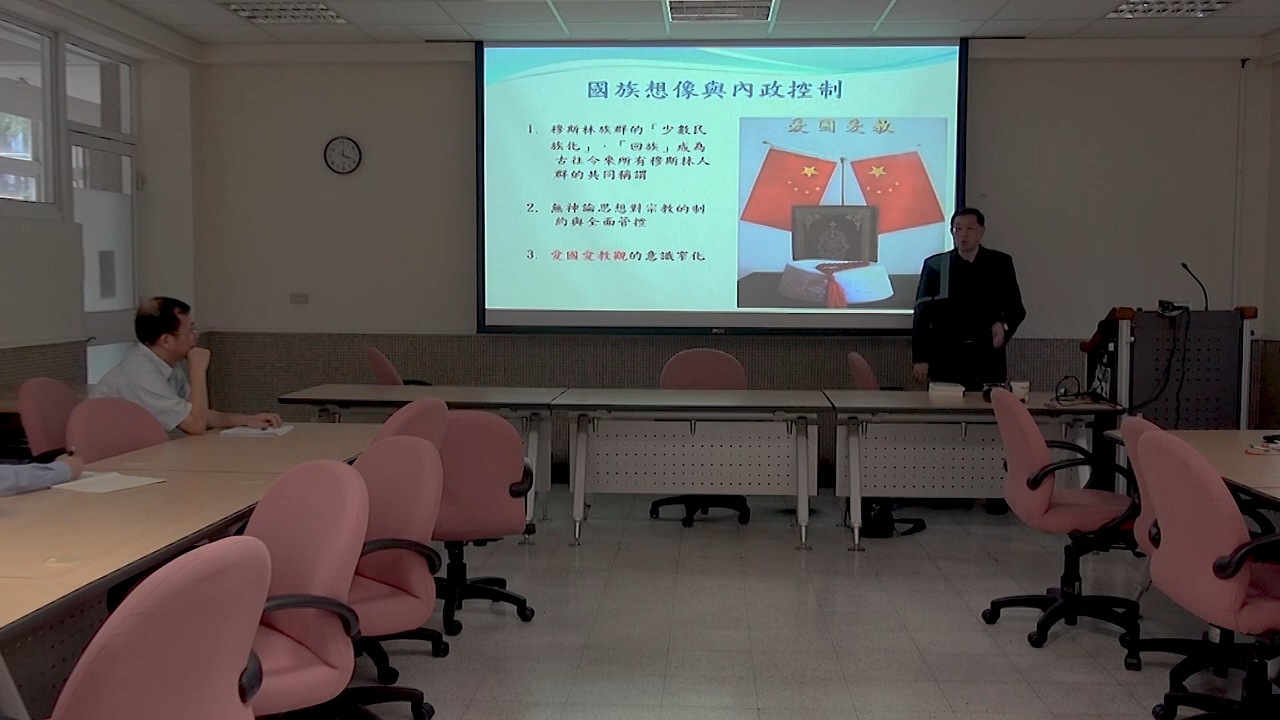 國族想像與內政控制
愛國愛教
1. 穆斯林族群的「少數民
族化」,「回族」成為
古往今來所有穆斯林人
群的共同稱謂
2. 無神論思想對宗教的制
約與全面管控
3. 愛國愛教觀的意識窄化